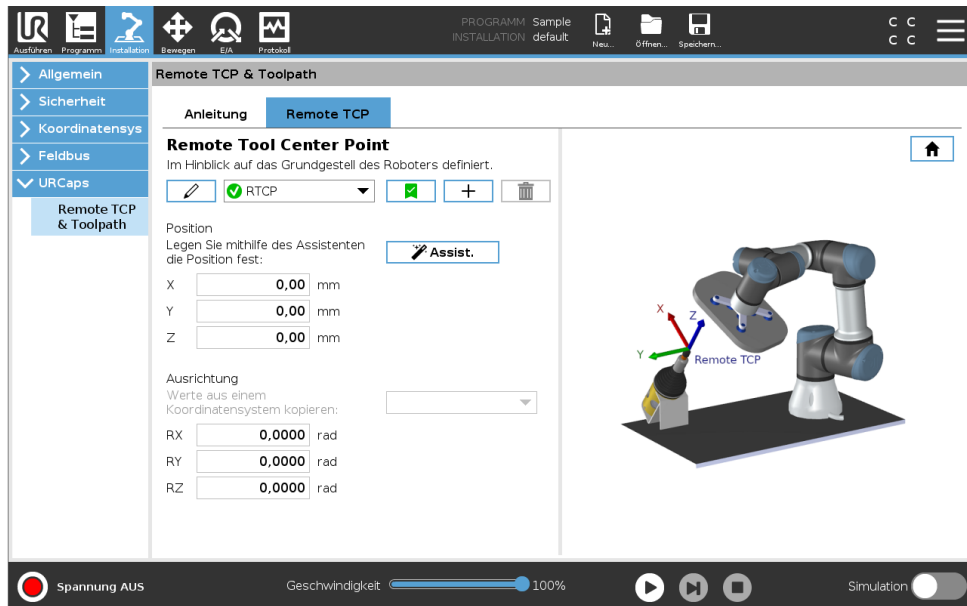 PROGRAMM Sample
INSTALLATION default
C C
C C
Ausführen
Programm
Installation
Bewegen
E/A
Protokoll
Neu...
Öffnen...
Speichern...
Allgemein
Sicherheit
Koordinatensys
Feldbus
URCaps
Remote TCP
& Toolpath
Remote TCP & Toolpath
Anleitung
Remote TCP
Remote Tool Center Point
Im Hinblick auf das Grundgestell des Roboters definiert.
RTCP
Position
Legen Sie mithilfe des Assistenten
die Position fest:
Assist.
X 0,00 mm
Y 0,00 mm
Z 0,00 mm
Ausrichtung
Werte aus einem
Koordinatensystem kopieren:
RX 0,0000 rad
RY 0,0000 rad
RZ 0,0000 rad
X
Z
Y
Remote TCP
Spannung AUS
Geschwindigkeit
100%
Simulation